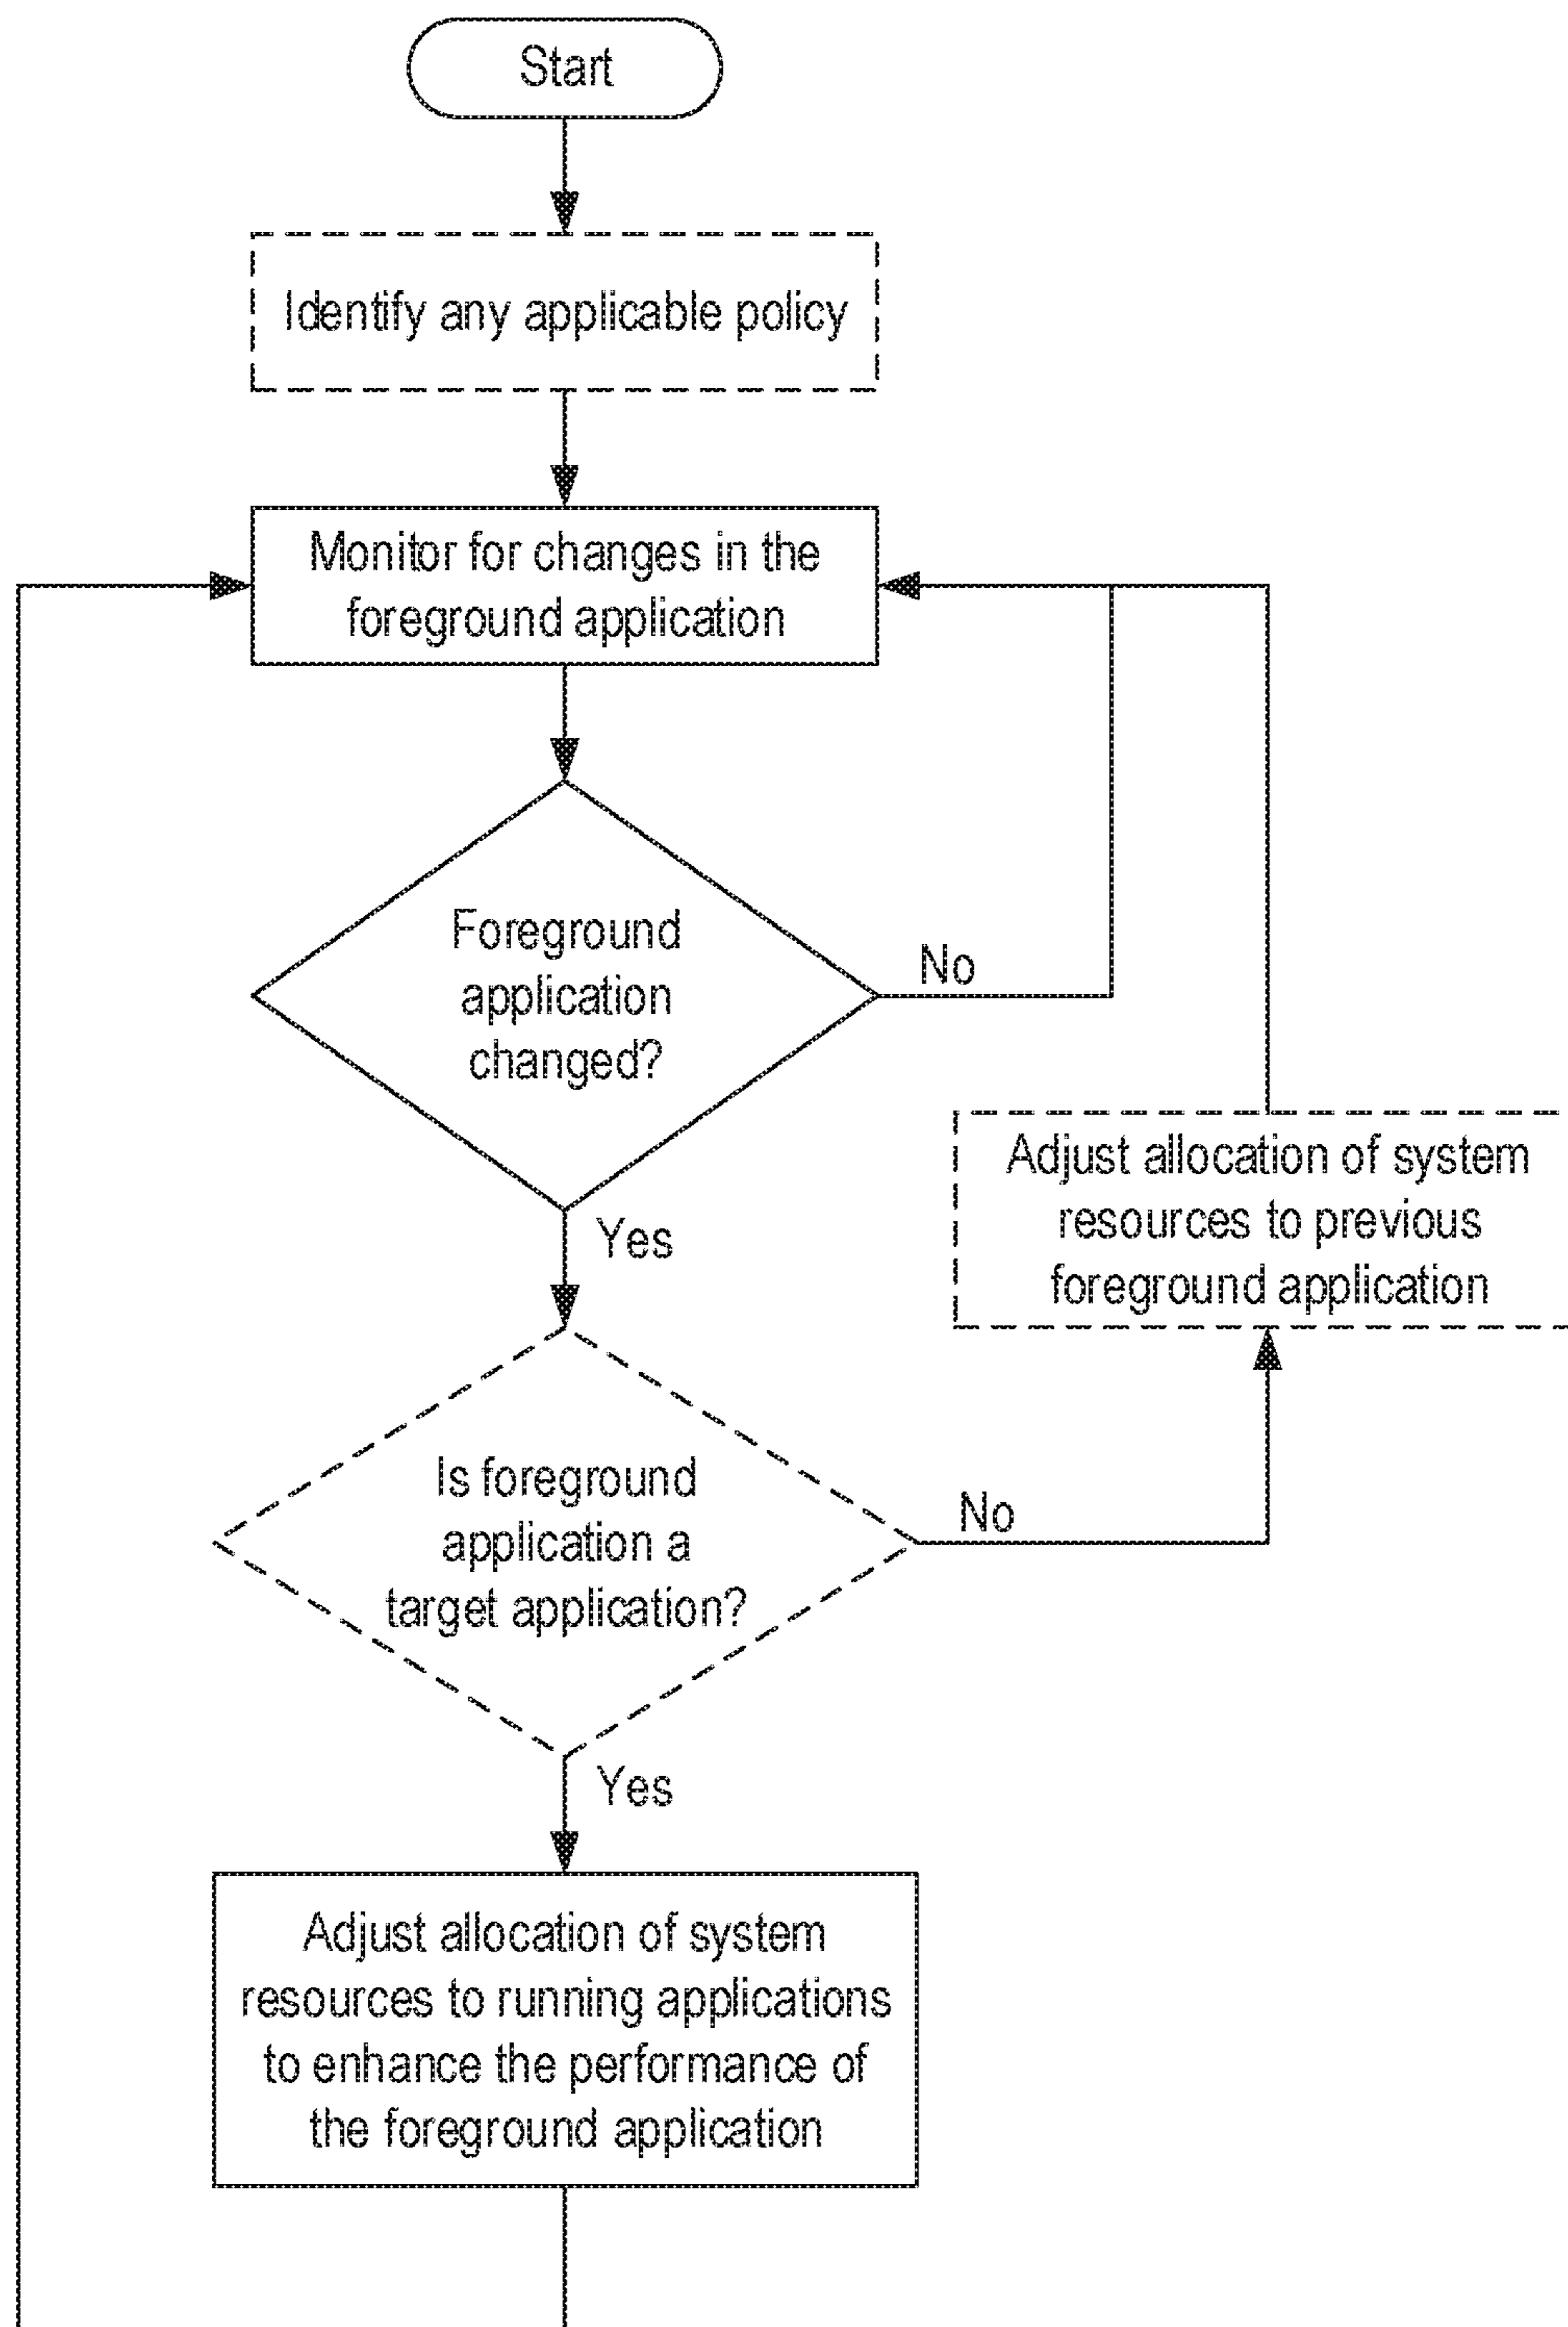 Start
Identify any applicable policy
Monitor for changes in the
foreground application
Foreground
application
changed?
No
Yes
Adjust allocation of system
resources to previous
foreground application
Is foreground
application a
target application?
No
Yes
Adjust allocation of system
resources to running applications
to enhance the performance of
the foreground application